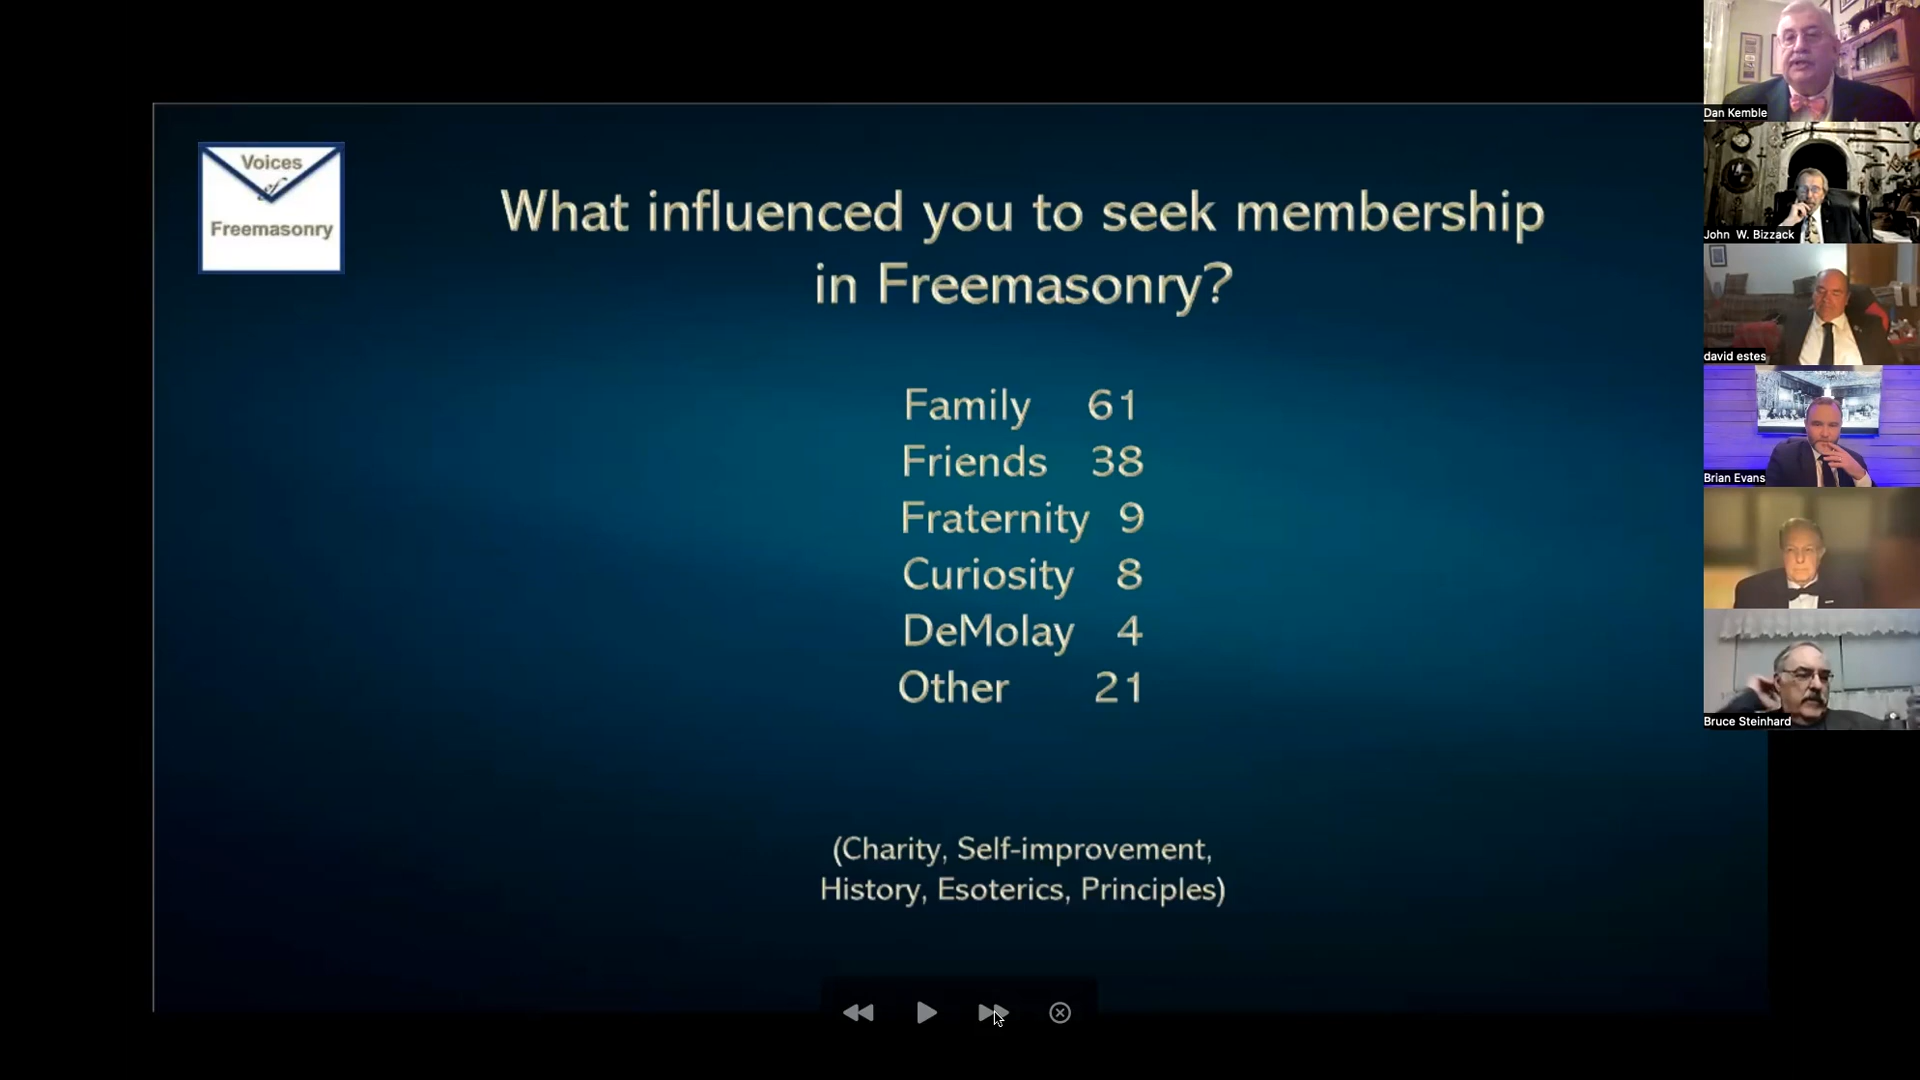 Voices
of
Freemasonry
What influenced you to seek membership
in Freemasonry?
Family 61
Friends 38
Fraternity 9
Curiosity 8
DeMolay 4
Other 21
(Charity, Self-improvement,
History, Esoterics, Principles)
Dan Kemble
John W. Bizzack
david estes
Brian Evans
Bruce Steinhard